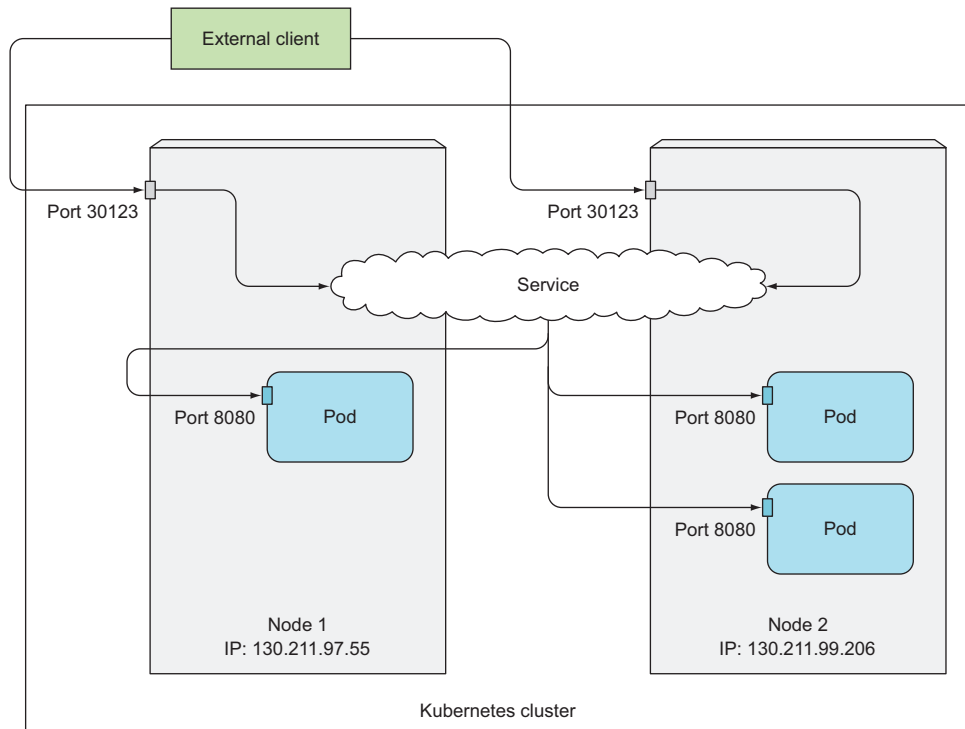 External client
Port 30123
Port 30123
Service
Port 8080
Pod
Port 8080
Pod
Port 8080
Pod
Node 1
IP: 130.211.97.55
Node 2
IP: 130.211.99.206
Kubernetes cluster